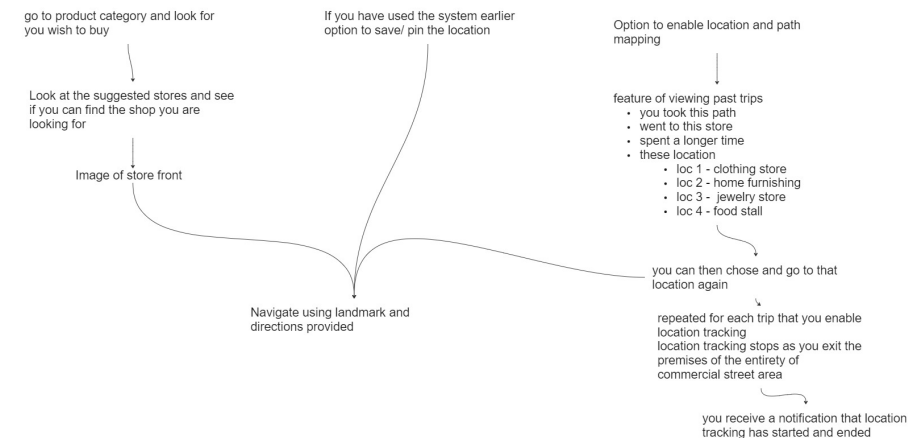 go to product category and look for
you wish to buy
Look at the suggested stores and see
if you can find the shop you are
looking for
Image of store front
If you have used the system earlier
option to save/ pin the location
Navigate using landmark and
directions provided
Option to enable location and path
mapping
feature of viewing past trips
• you took this path
• went to this store
• spent a longer time
• these location
• loc 1 - clothing store
• loc 2 - home furnishing
• loc 3 - jewelry store
• loc 4 - food stall
you can then chose and go to that
location again
repeated for each trip that you enable
location tracking
location tracking stops as you exit the
premises of the entirety of
commercial street area
you receive a notification that location
tracking has started and ended